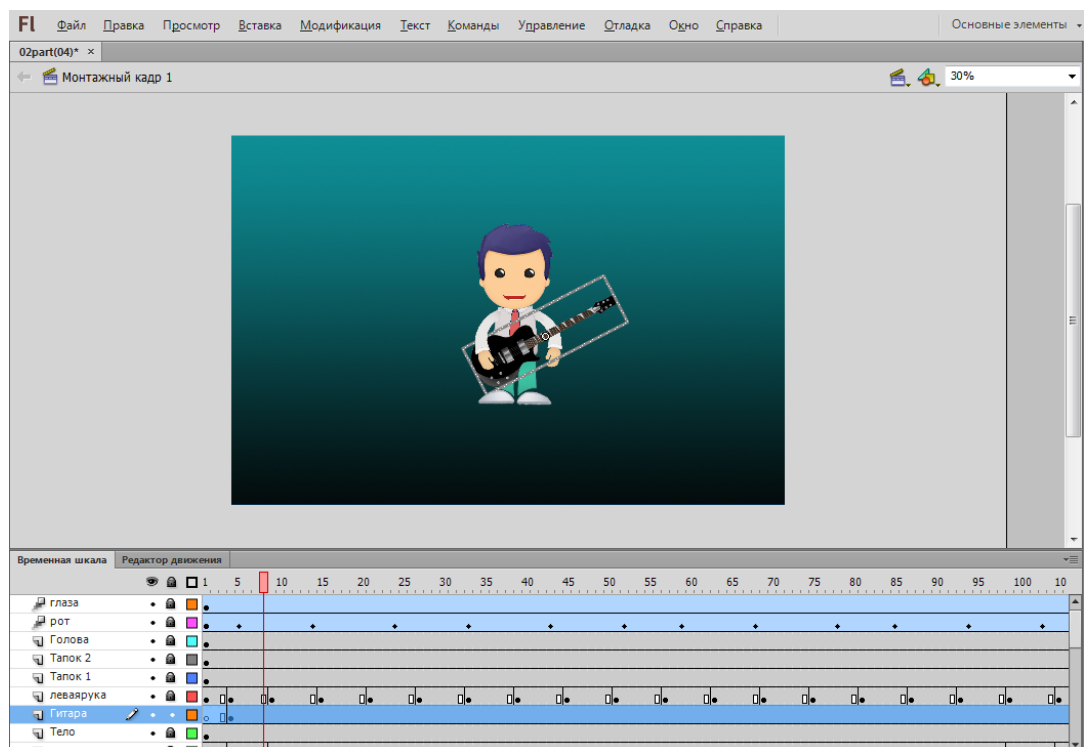 Fl Файл Правка Просмотр Вставка Модификация Текст Команды Управление Отладка Окно Справка Основные элементы
02part(04)* ×
Монтажный кадр 1 30%
Временная шкала Редактор движения
1 5 10 15 20 25 30 35 40 45 50 55 60 65 70 75 80 85 90 95 100 10
глаза
рот
Голова
Тапок 2
Тапок 1
леваярука
Гитара
Тело